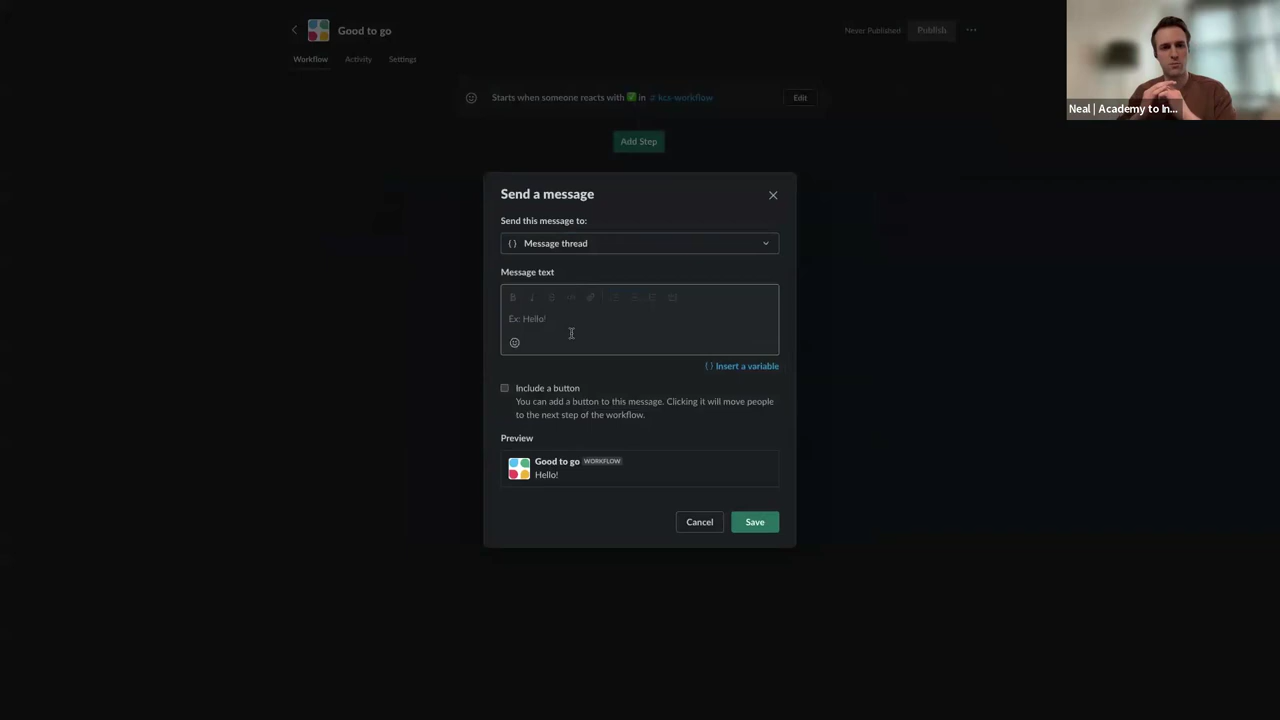 Good to go
Never Published
Publish
Workflow
Activity
Settings
Starts when someone reacts with ✅ in # kcs-workflow
Edit
Add Step
Neal | Academy to In...
Send a message
Send this message to:
{ } Message thread
Message text
Ex: Hello!
{ } Insert a variable
Include a button
You can add a button to this message. Clicking it will move people
to the next step of the workflow.
Preview
Good to go WORKFLOW
Hello!
Cancel
Save